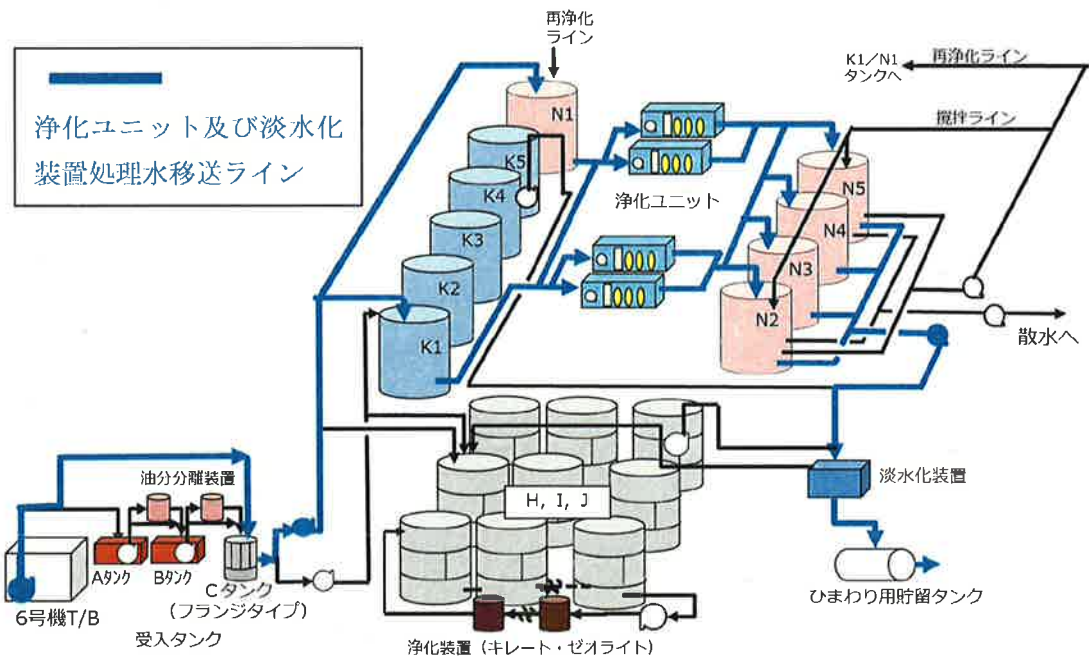 浄化ユニット及び淡水化
装置処理水移送ライン
再浄化
ライン
K1／N1
タンクへ
再浄化ライン
攪拌ライン
N1
K5
K4
K3
K2
K1
浄化ユニット
N5
N4
N3
N2
散水へ
油分分離装置
Aタンク
Bタンク
Cタンク
(フランジタイプ)
6号機T/B
受入タンク
H, I, J
淡水化装置
ひまわり用貯留タンク
浄化装置（キレート・ゼオライト）